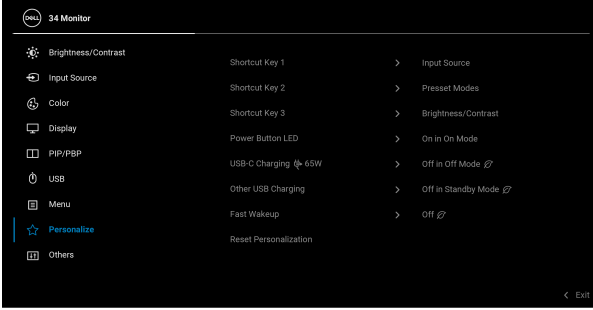 DELL 34 Monitor
Brightness/Contrast
Input Source
Color
Display
PIP/PBP
USB
Menu
Personalize
Others
Shortcut Key 1 > Input Source
Shortcut Key 2 > Presset Modes
Shortcut Key 3 > Brightness/Contrast
Power Button LED > On in On Mode
USB-C Charging 65W > Off in Off Mode
Other USB Charging > Off in Standby Mode
Fast Wakeup > Off
Reset Personalization
< Exit